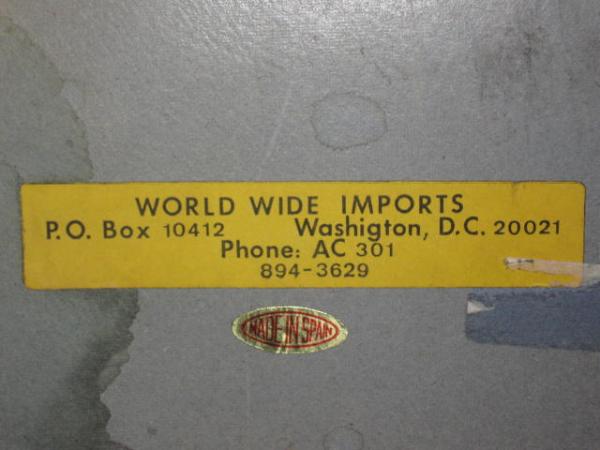 WORLD WIDE IMPORTS
P.O. Box 10412 Washigton, D.C. 20021
Phone: AC 301
894-3629
MADE IN SPAIN